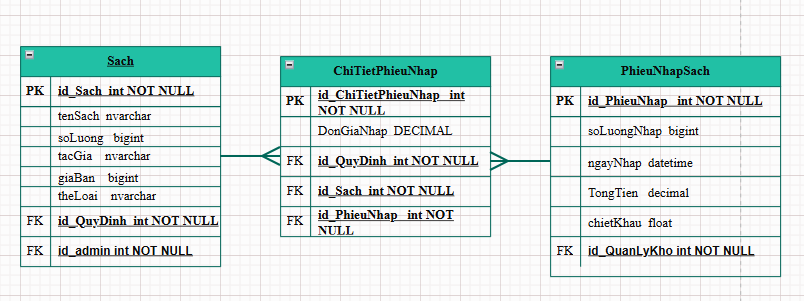 Sach
PK id_Sach int NOT NULL
tenSach nvarchar
soLuong bigint
tacGia nvarchar
giaBan bigint
theLoai nvarchar
FK id_QuyDinh int NOT NULL
FK id_admin int NOT NULL
ChiTietPhieuNhap
PK id_ChiTietPhieuNhap int
NOT NULL
DonGiaNhap DECIMAL
FK id_QuyDinh int NOT NULL
FK id_Sach int NOT NULL
FK id_PhieuNhap int NOT
NULL
PhieuNhapSach
PK id_PhieuNhap int NOT NULL
soLuongNhap bigint
ngayNhap datetime
TongTien decimal
chietKhau float
FK id_QuanLyKho int NOT NULL